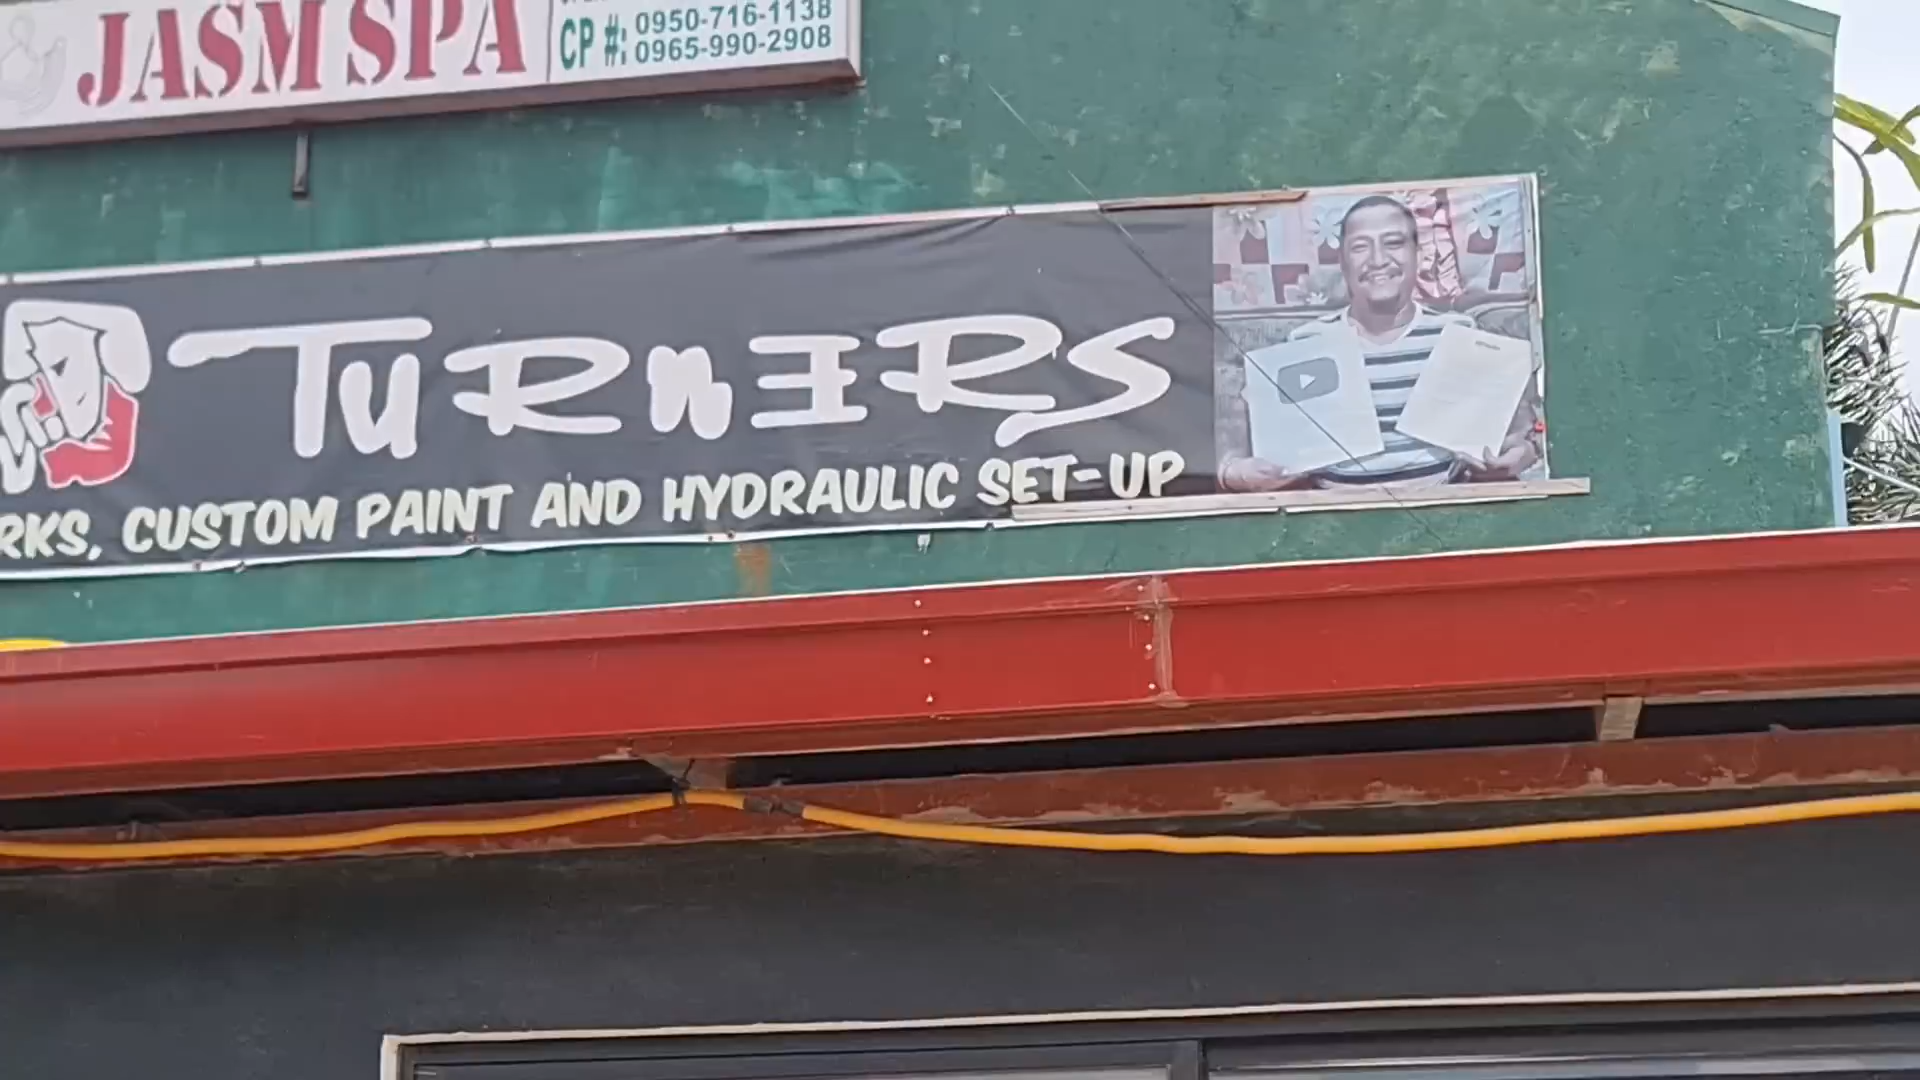 JASM SPA
CP #: 0950-716-1138
0965-990-2908
TURNERS
RKS, CUSTOM PAINT AND HYDRAULIC SET-UP